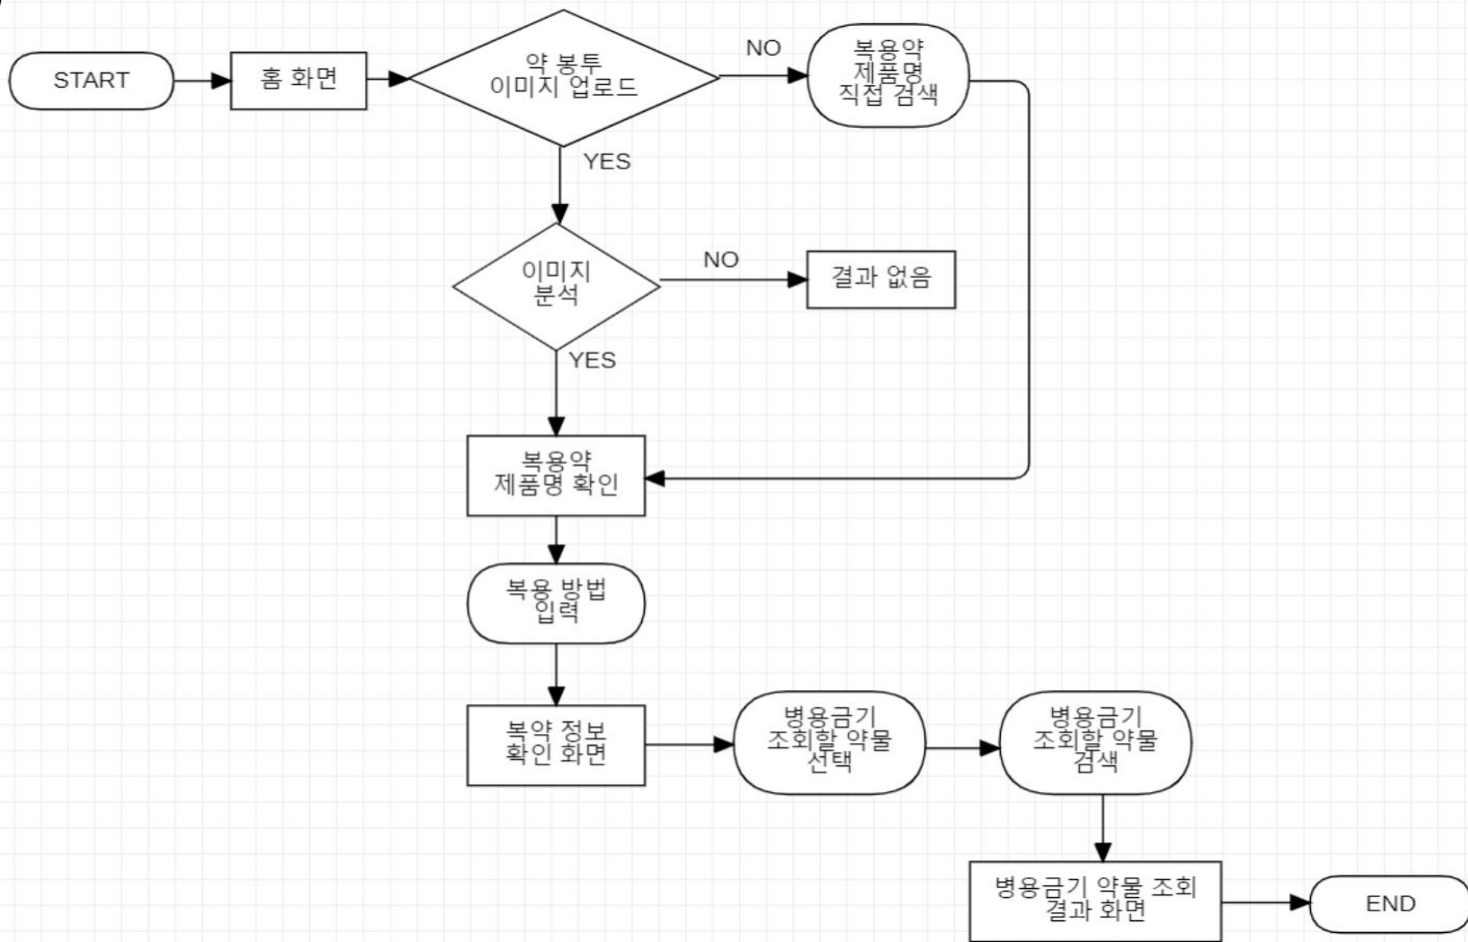 START
홈 화면
약 봉투
이미지 업로드
NO
복용약
제품명
직접 검색
YES
이미지
분석
NO
결과 없음
YES
복용약
제품명 확인
복용 방법
입력
복약 정보
확인 화면
병용금기
조회할 약물
선택
병용금기
조회할 약물
검색
병용금기 약물 조회
결과 화면
END